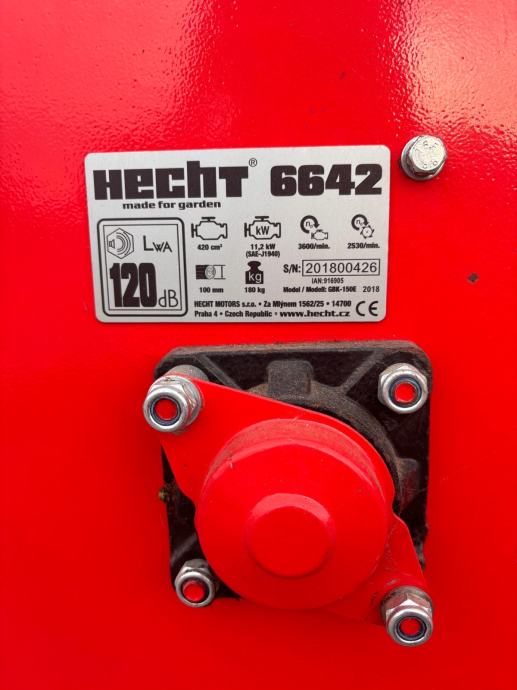 HECHT® 6642
made for garden
LWA
120dB
420 cm³
11,2 kW
(SAE-J1940)
3600/min.
2530/min.
100 mm
180 kg
S/N: 201800426
IAN:916905
Model / Modell: GBK-150E 2018
HECHT MOTORS s.r.o. • Za Mlýnem 1562/25 • 14700
Praha 4 • Czech Republic • www.hecht.cz CE